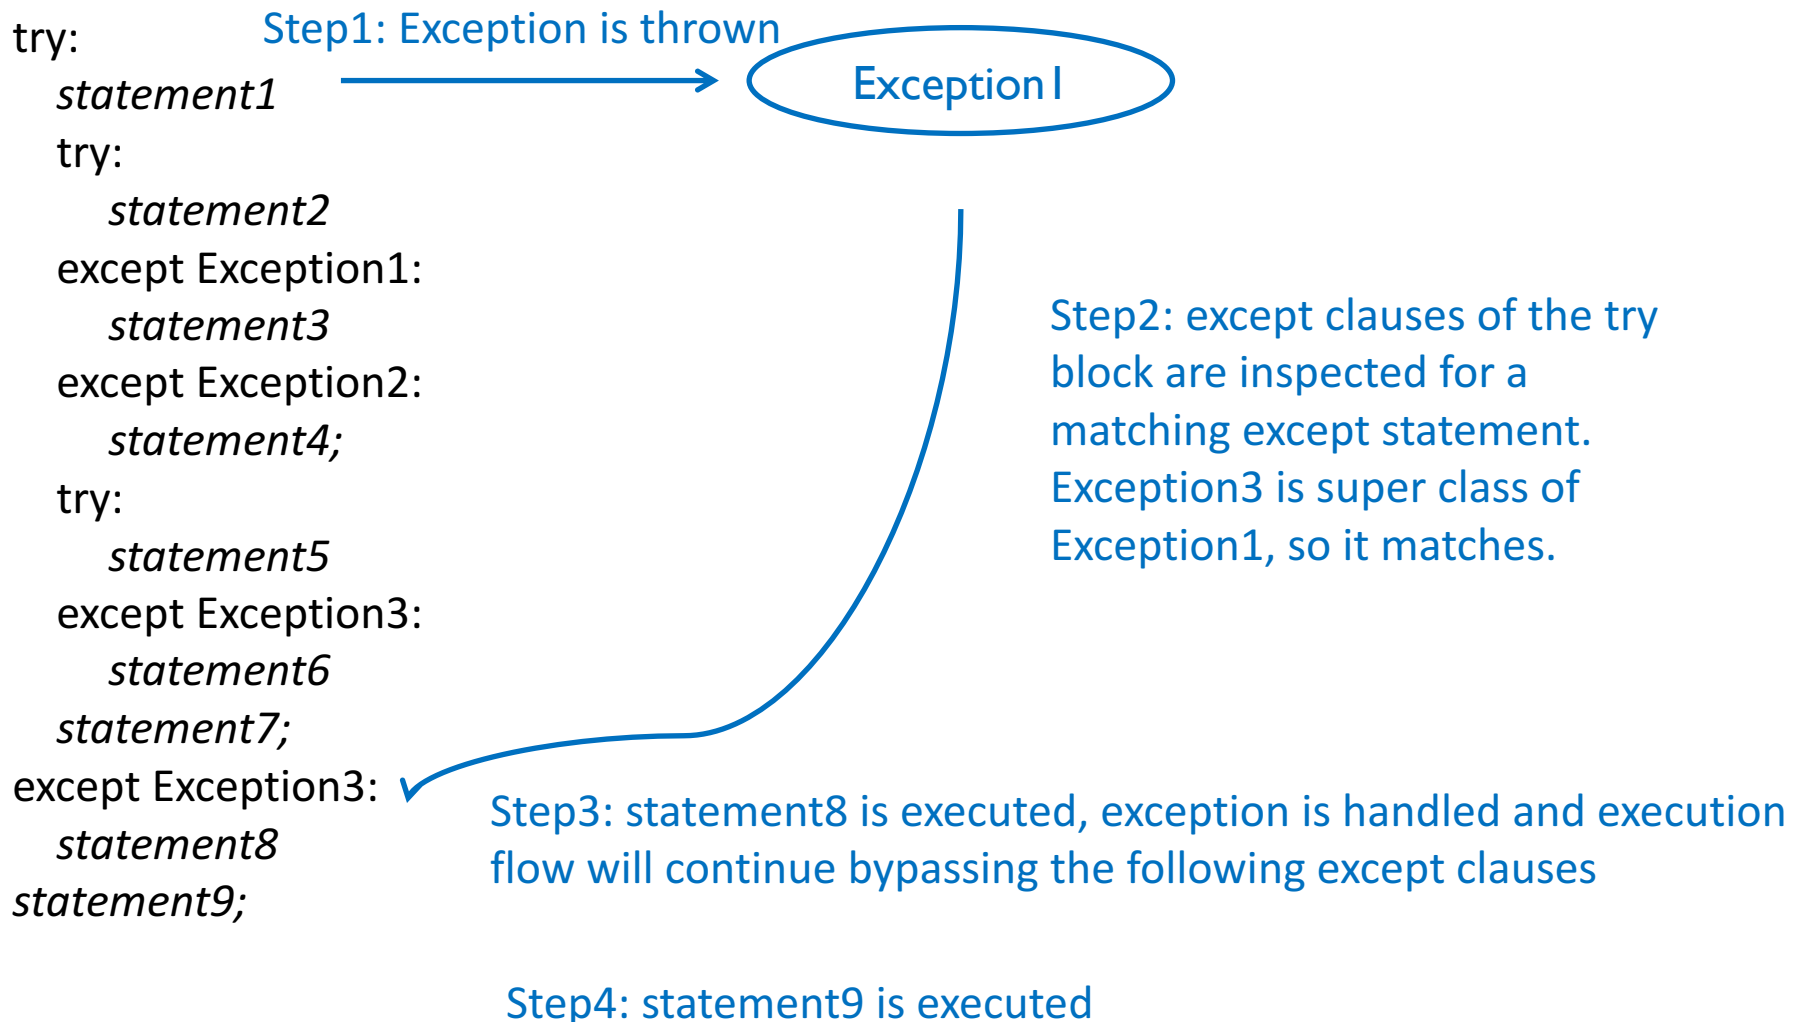 try:
statement1
try:
statement2
except Exception1:
statement3
except Exception2:
statement4;
try:
statement5
except Exception3:
statement6
statement7;
except Exception3:
statement8
statement9;
Step1: Exception is thrown
Exception1
Step2: except clauses of the try
block are inspected for a
matching except statement.
Exception3 is super class of
Exception1, so it matches.
Step3: statement8 is executed, exception is handled and execution
flow will continue bypassing the following except clauses
Step4: statement9 is executed